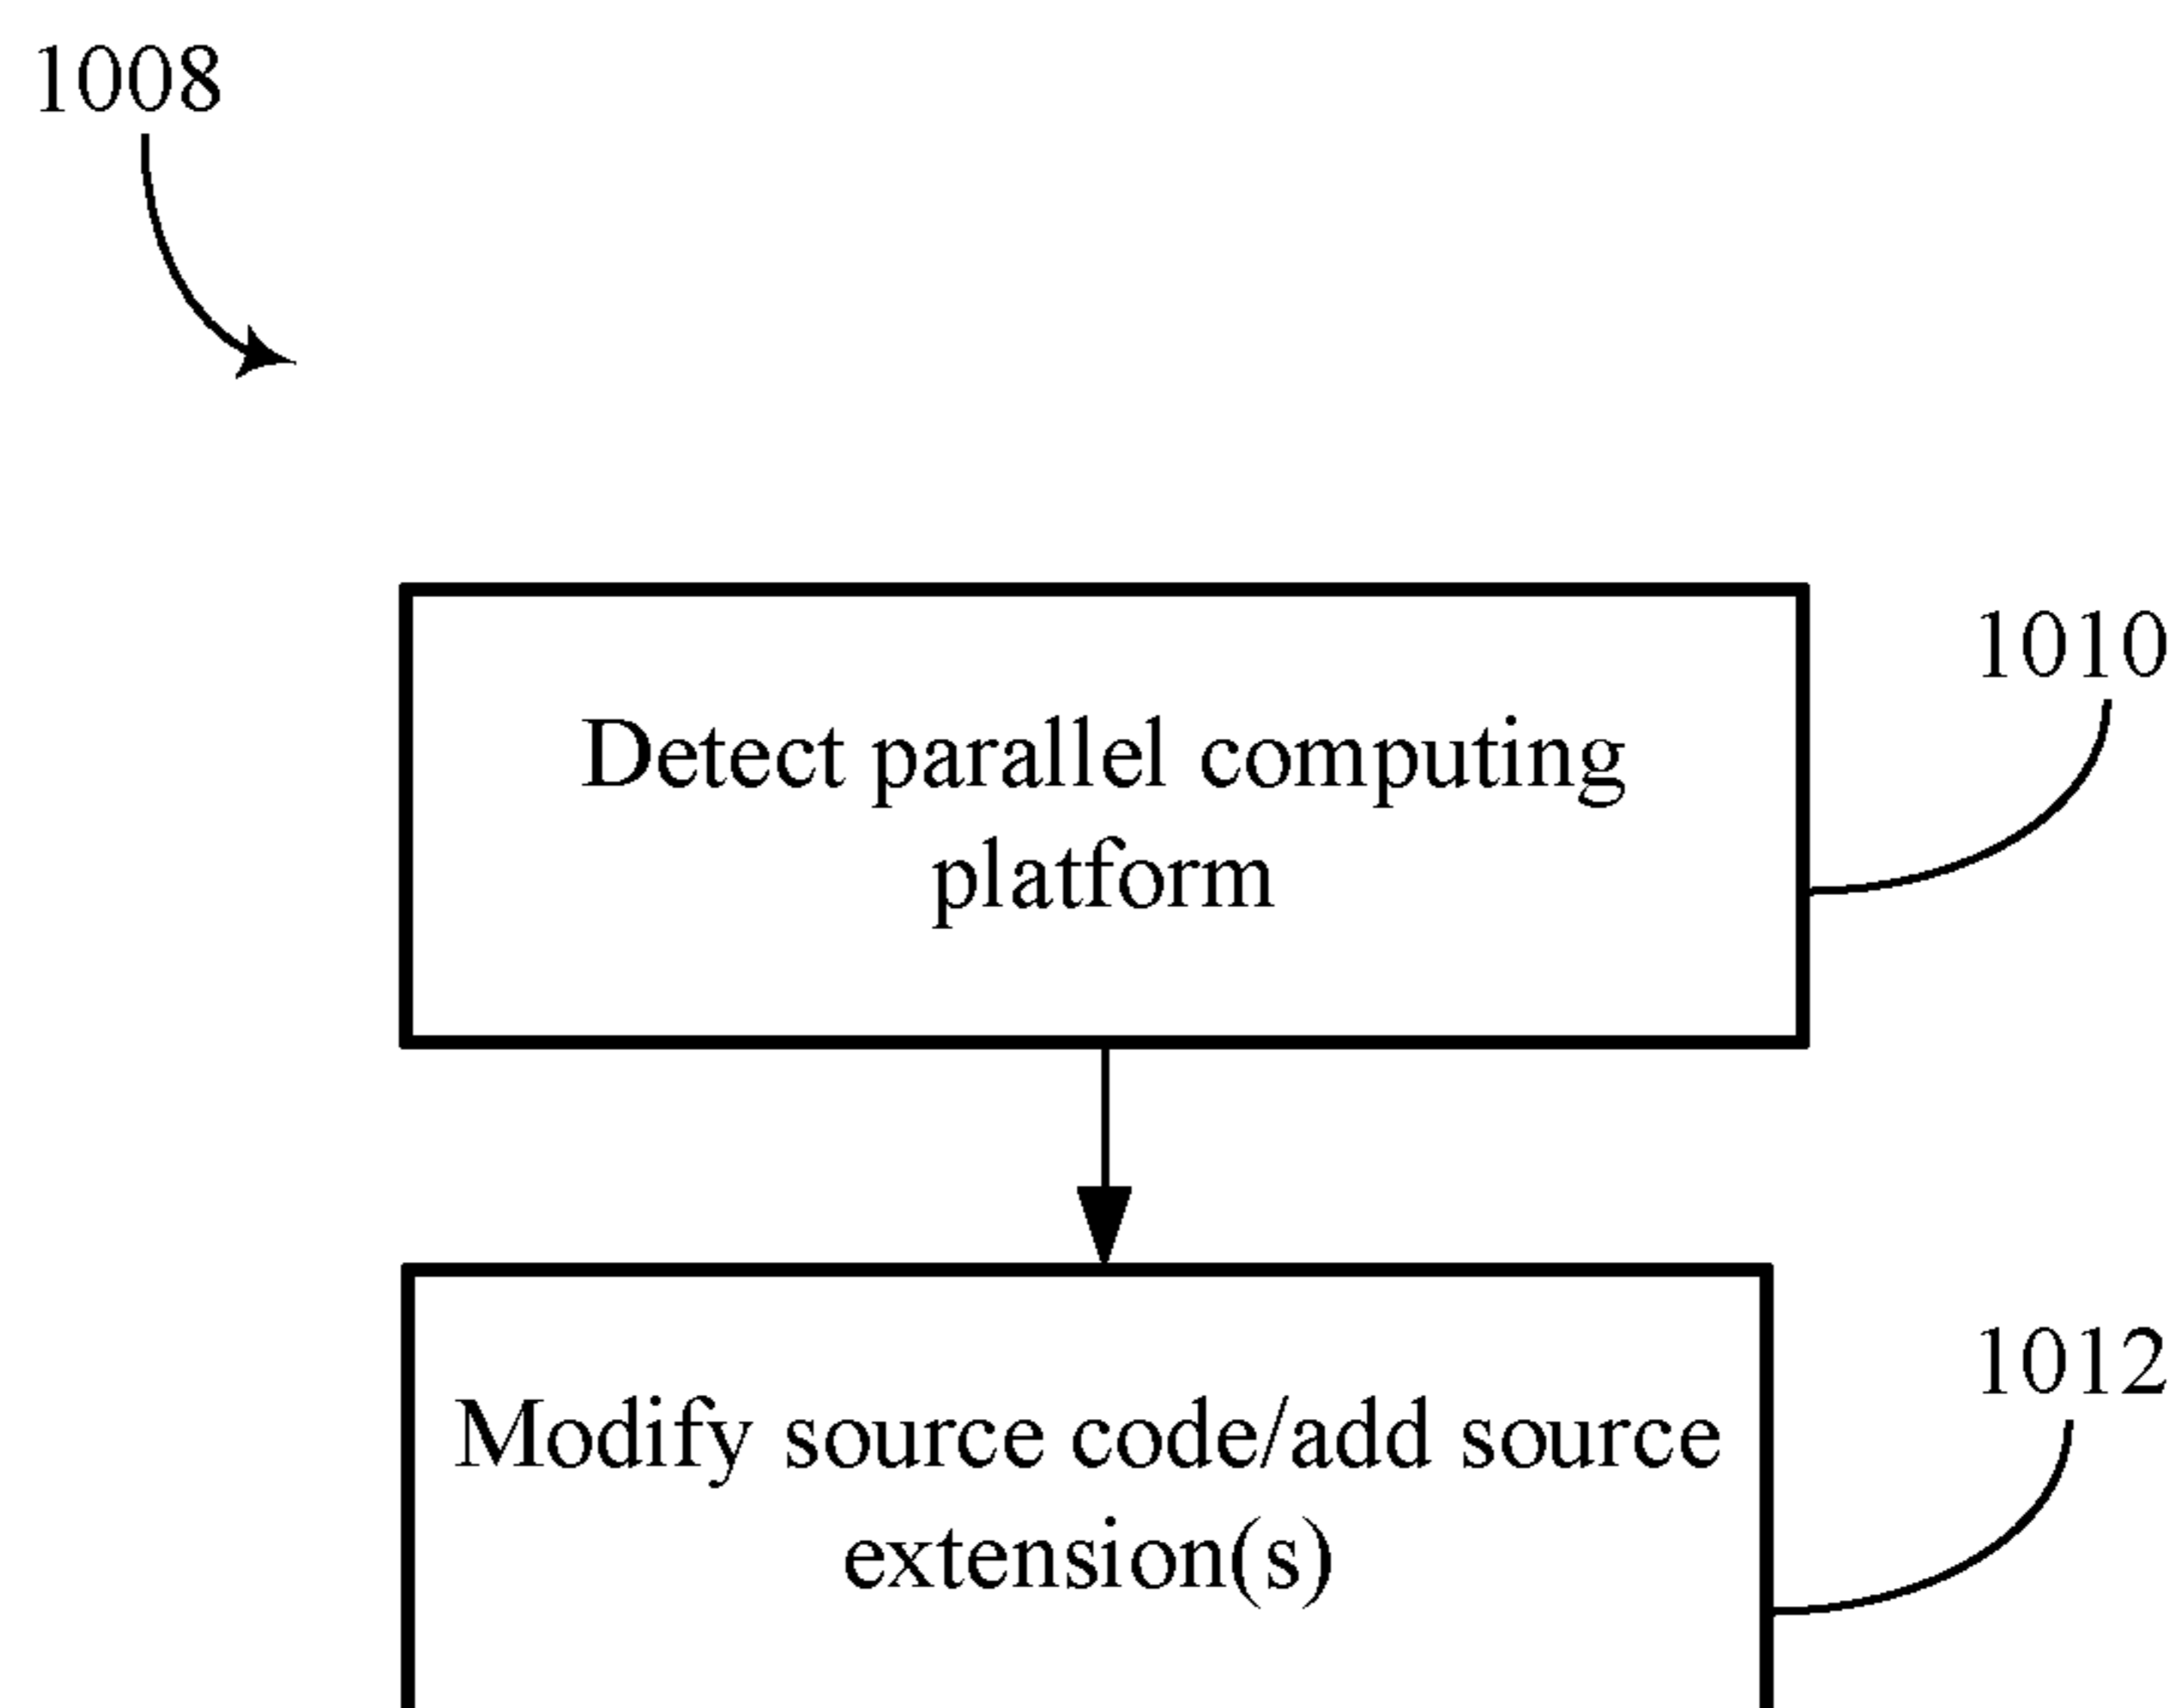 1008
1010
Detect parallel computing
platform
1012
Modify source code/add source
extension(s)